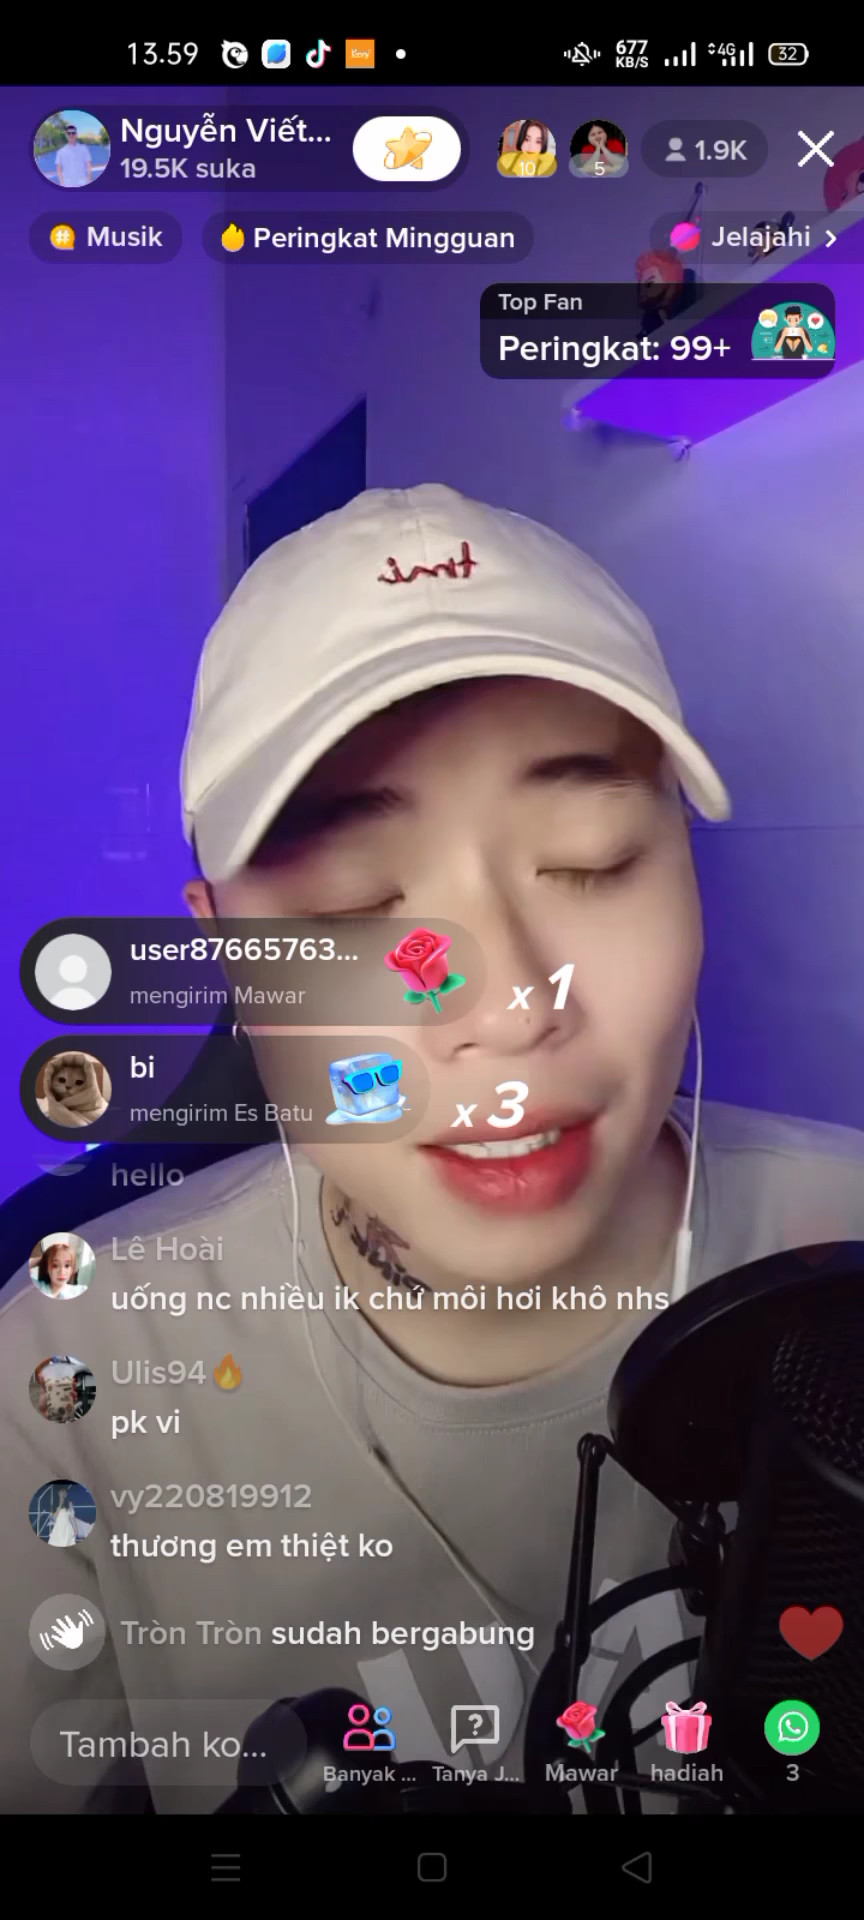 13.59
677
KB/S
4G
32
Nguyễn Viết...
19.5K suka
10
5
1.9K
Musik
Peringkat Mingguan
Jelajahi
Top Fan
Peringkat: 99+
user87665763...
mengirim Mawar
x 1
bi
mengirim Es Batu
x 3
hello
Lê Hoài
uống nc nhiều ik chứ môi hơi khô nhs
Ulis94
pk vi
vy220819912
thương em thiệt ko
Tròn Tròn sudah bergabung
Tambah ko...
Banyak ...
Tanya J...
Mawar
hadiah
3